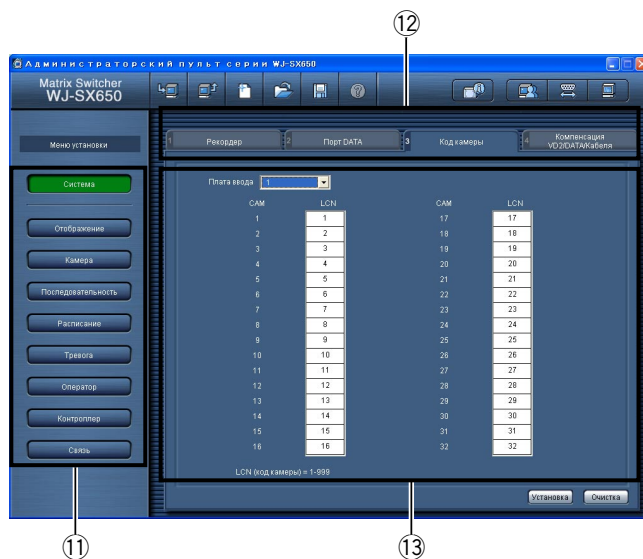 ⑫
Администраторский пульт серии WJ-SX650
Matrix Switcher
WJ-SX650
Меню установки
1 Рекордер
2 Порт DATA
3 Код камеры
4 Компенсация
VD2/DATA/Кабеля
Система
Отображение
Камера
Последовательность
Расписание
Тревога
Оператор
Контроллер
Связь
Плата ввода 1
CAM LCN CAM LCN
1 1 17 17
2 2 18 18
3 3 19 19
4 4 20 20
5 5 21 21
6 6 22 22
7 7 23 23
8 8 24 24
9 9 25 25
10 10 26 26
11 11 27 27
12 12 28 28
13 13 29 29
14 14 30 30
15 15 31 31
16 16 32 32
LCN (код камеры) = 1-999
Установка Очистка
⑪ ⑬